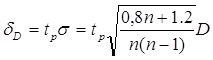 δ_D = t_p σ = t_p √((0,8n + 1.2) / (n(n − 1))) D